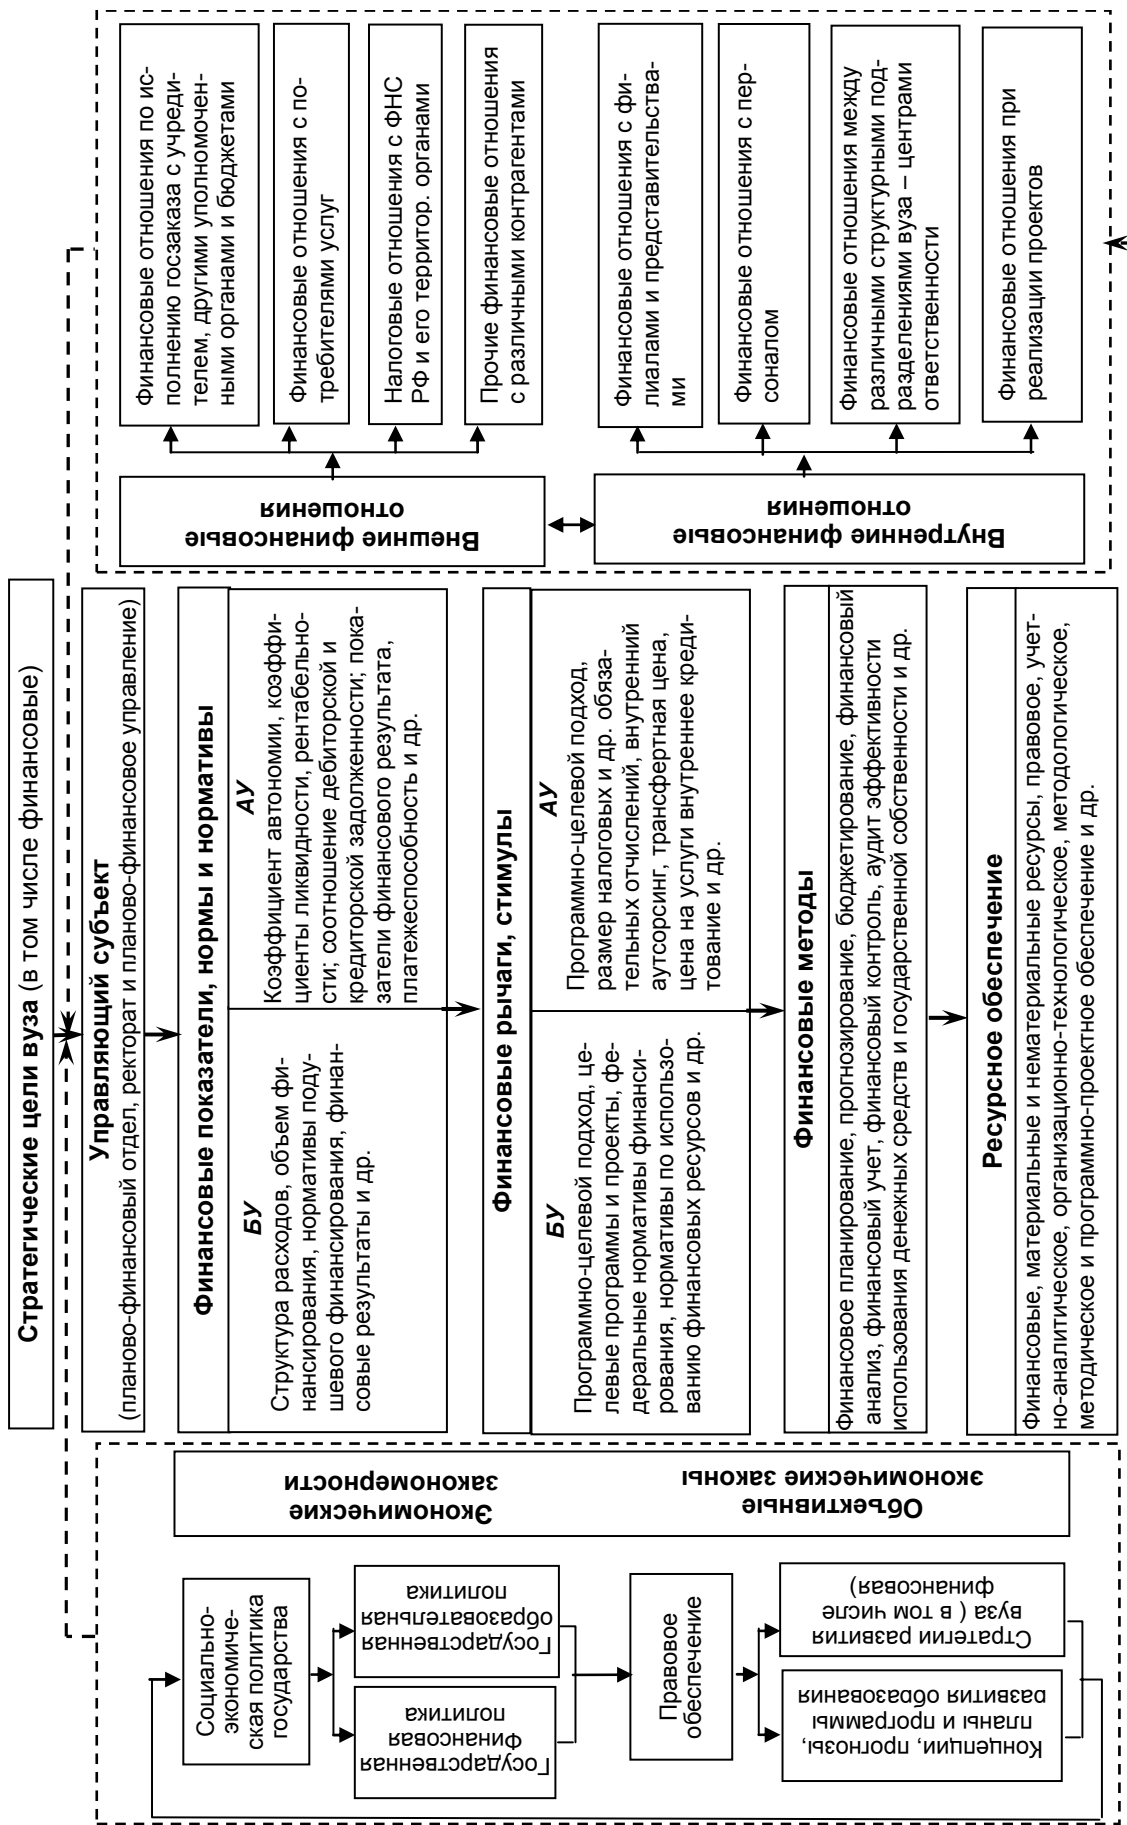 Стратегические цели вуза (в том числе финансовые)
Социально-
экономиче-
ская политика
государства
Государственная
Финансовая
политика
Государственная
образовательная
политика
Правовое
обеспечение
Концепции, прогнозы,
планы и программы
развития образования
Стратегии развития
вуза ( в том числе
финансовая)
Экономические
закономерности
Объективные
экономические законы
Управляющий субъект
(планово-финансовый отдел, ректорат и планово-финансовое управление)
Финансовые показатели, нормы и нормативы
БУ
Структура расходов, объем фи-
нансирования, нормативы поду-
шевого финансирования, финан-
совые результаты и др.
АУ
Коэффициент автономии, коэффи-
циенты ликвидности, рентабельно-
сти; соотношение дебиторской и
кредиторской задолженности; пока-
затели финансового результата,
платежеспособность и др.
Финансовые рычаги, стимулы
БУ
Программно-целевой подход, це-
левые программы и проекты, фе-
деральные нормативы финанси-
рования, нормативы по использо-
ванию финансовых ресурсов и др.
АУ
Программно-целевой подход,
размер налоговых и др. обяза-
тельных отчислений, внутренний
аутсорсинг, трансфертная цена,
цена на услуги внутреннее креди-
тование и др.
Финансовые методы
Финансовое планирование, прогнозирование, бюджетирование, финансовый
анализ, финансовый учет, финансовый контроль, аудит эффективности
использования денежных средств и государственной собственности и др.
Ресурсное обеспечение
Финансовые, материальные и нематериальные ресурсы, правовое, учет-
но-аналитическое, организационно-технологическое, методологическое,
методическое и программно-проектное обеспечение и др.
Внешние финансовые
отношения
Внутренние финансовые
отношения
Финансовые отношения по ис-
полнению госзаказа с учреди-
телем, другими уполномочен-
ными органами и бюджетами
Финансовые отношения с по-
требителями услуг
Налоговые отношения с ФНС
РФ и его территор. органами
Прочие финансовые отношения
с различными контрагентами
Финансовые отношения с фи-
лиалами и представительства-
ми
Финансовые отношения с пер-
соналом
Финансовые отношения между
различными структурными под-
разделениями вуза – центрами
ответственности
Финансовые отношения при
реализации проектов